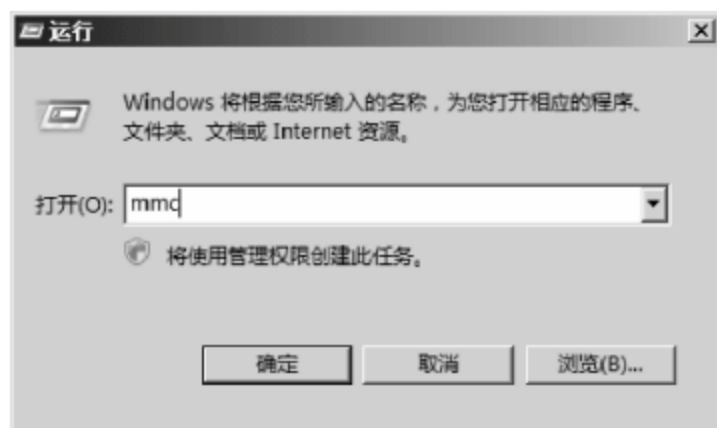 运行
Windows 将根据您所输入的名称，为您打开相应的程序、
文件夹、文档或 Internet 资源。
打开(O): mmc
将使用管理权限创建此任务。
确定 取消 浏览(B)...